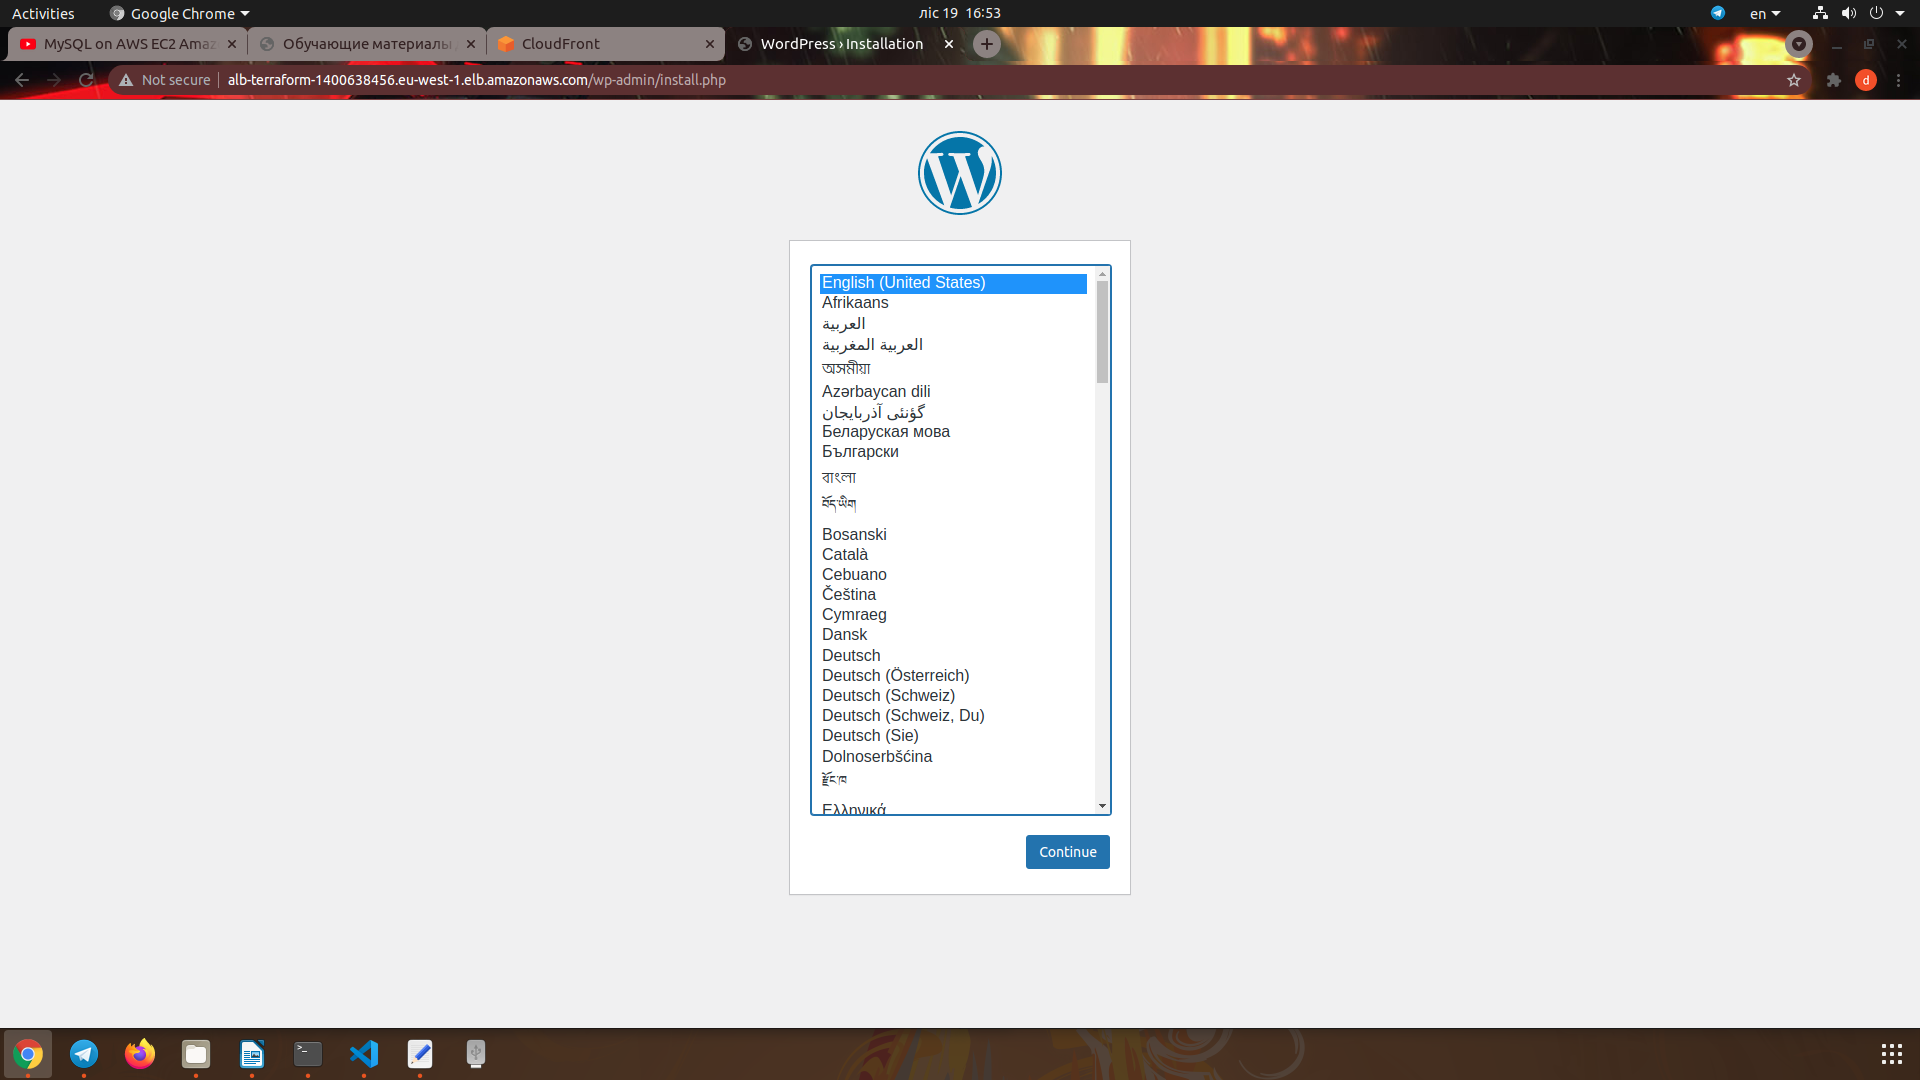 Activities
Google Chrome
ліс 19 16:53
en
MySQL on AWS EC2 Amaz
Обучающие материалы
CloudFront
WordPress › Installation
Not secure
alb-terraform-1400638456.eu-west-1.elb.amazonaws.com/wp-admin/install.php
d
English (United States)
Afrikaans
العربية
العربية المغربية
অসমীয়া
Azərbaycan dili
گؤنئی آذربایجان
Беларуская мова
Български
বাংলা
བོད་ཡིག
Bosanski
Català
Cebuano
Čeština
Cymraeg
Dansk
Deutsch
Deutsch (Österreich)
Deutsch (Schweiz)
Deutsch (Schweiz, Du)
Deutsch (Sie)
Dolnoserbšćina
རྫོང་ཁ
Ελληνικά
Continue